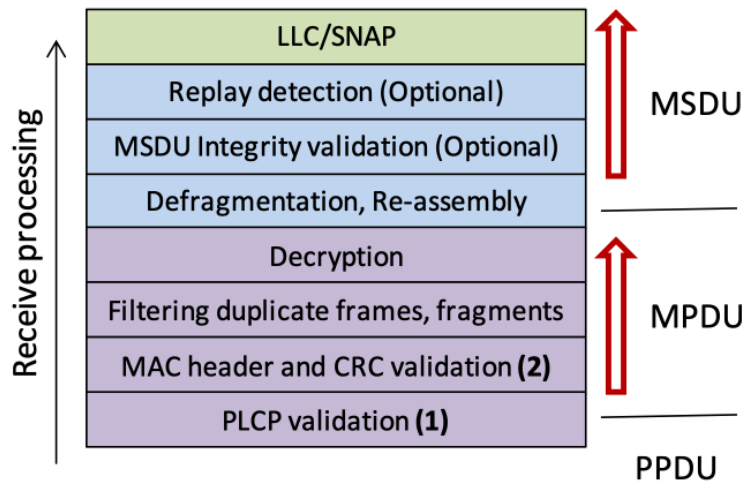 LLC/SNAP
Replay detection (Optional)
MSDU Integrity validation (Optional)
Defragmentation, Re-assembly
Decryption
Filtering duplicate frames, fragments
MAC header and CRC validation (2)
PLCP validation (1)
Receive processing
MSDU
MPDU
PPDU